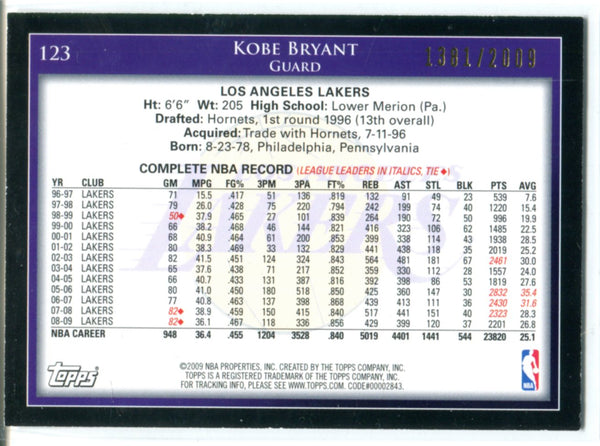 123
KOBE BRYANT
GUARD
1381/2009
LOS ANGELES LAKERS
Ht: 6'6" Wt: 205 High School: Lower Merion (Pa.)
Drafted: Hornets, 1st round 1996 (13th overall)
Acquired: Trade with Hornets, 7-11-96
Born: 8-23-78, Philadelphia, Pennsylvania
COMPLETE NBA RECORD (LEAGUE LEADERS IN ITALICS, TIE ♦)
YR CLUB GM MPG FG% 3PM 3PA FT% REB AST STL BLK PTS AVG
96-97 LAKERS 71 15.5 .417 51 136 .819 132 91 49 23 539 7.6
97-98 LAKERS 79 26.0 .428 75 220 .794 242 199 74 40 1220 15.4
98-99 LAKERS 50♦ 37.9 .465 27 101 .839 264 190 72 50 996 19.9
99-00 LAKERS 66 38.2 .468 46 144 .821 416 323 106 62 1485 22.5
00-01 LAKERS 68 40.9 .464 61 200 .853 399 338 114 43 1938 28.5
01-02 LAKERS 80 38.3 .469 33 132 .829 441 438 118 35 2019 25.2
02-03 LAKERS 82 41.5 .451 124 324 .843 564 481 181 67 2461 30.0
03-04 LAKERS 65 37.6 .438 71 217 .852 359 330 112 28 1557 24.0
04-05 LAKERS 66 40.7 .433 131 387 .816 392 398 86 53 1819 27.6
05-06 LAKERS 80 41.0 .450 180 518 .850 425 360 147 30 2832 35.4
06-07 LAKERS 77 40.8 .463 137 398 .868 439 413 111 36 2430 31.6
07-08 LAKERS 82♦ 38.9 .459 150 415 .840 517 441 151 40 2323 28.3
08-09 LAKERS 82♦ 36.1 .467 118 336 .856 429 399 120 37 2201 26.8
NBA CAREER 948 36.4 .455 1204 3528 .840 5019 4401 1441 544 23820 25.1
Topps
©2009 NBA PROPERTIES, INC. CREATED BY THE TOPPS COMPANY, INC.
TOPPS IS A REGISTERED TRADEMARK OF THE TOPPS COMPANY, INC.
FOR TRACKING INFO, PLEASE SEE WWW.TOPPS.COM. CODE#00002843.
NBA
LAKERS